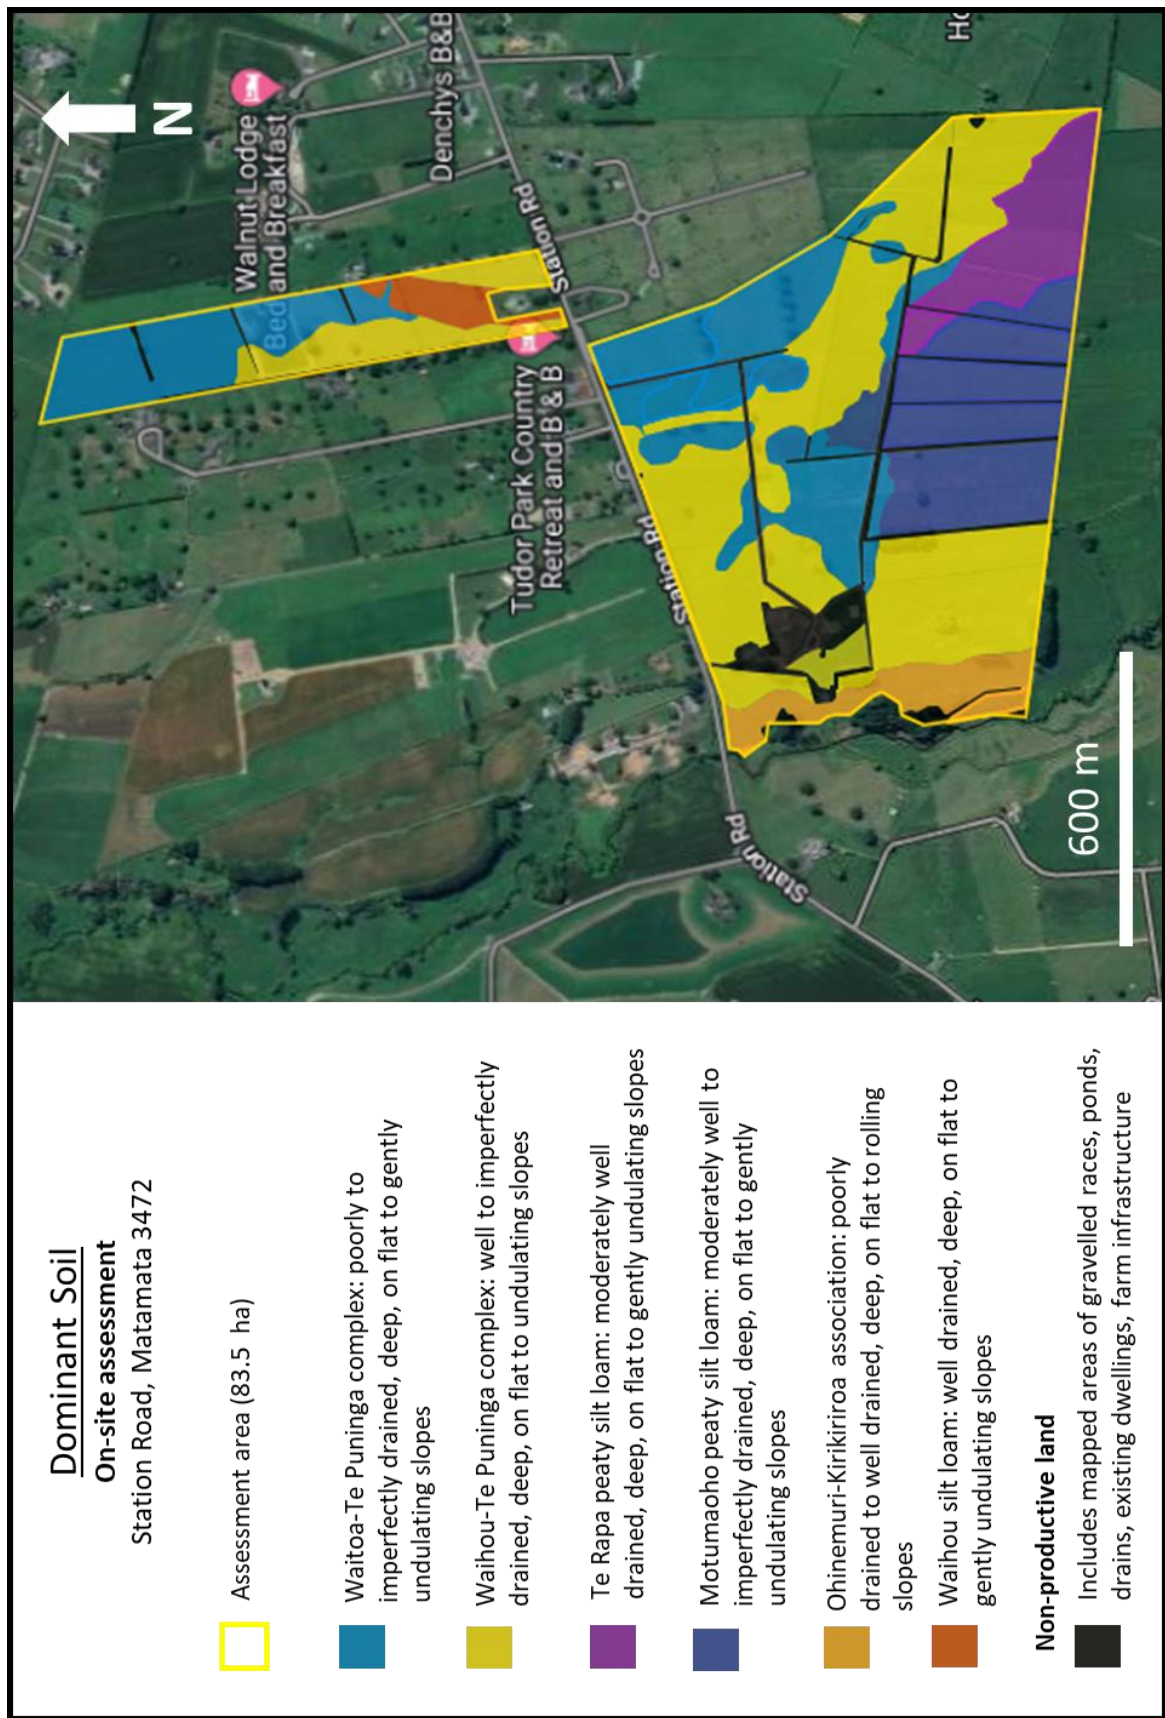 Dominant Soil
On-site assessment
Station Road, Matamata 3472
Assessment area (83.5 ha)
Waitoa-Te Puninga complex: poorly to
imperfectly drained, deep, on flat to gently
undulating slopes
Waihou-Te Puninga complex: well to imperfectly
drained, deep, on flat to undulating slopes
Te Rapa peaty silt loam: moderately well
drained, deep, on flat to gently undulating slopes
Motumaoho peaty silt loam: moderately well to
imperfectly drained, deep, on flat to gently
undulating slopes
Ohinemuri-Kirikiriroa association: poorly
drained to well drained, deep, on flat to rolling
slopes
Waihou silt loam: well drained, deep, on flat to
gently undulating slopes
Non-productive land
Includes mapped areas of gravelled races, ponds,
drains, existing dwellings, farm infrastructure
N
Walnut Lodge
Bed and Breakfast
Denchys B&B
Station Rd
Tudor Park Country
Retreat and B & B
Station Rd
Station Rd
Ho
600 m